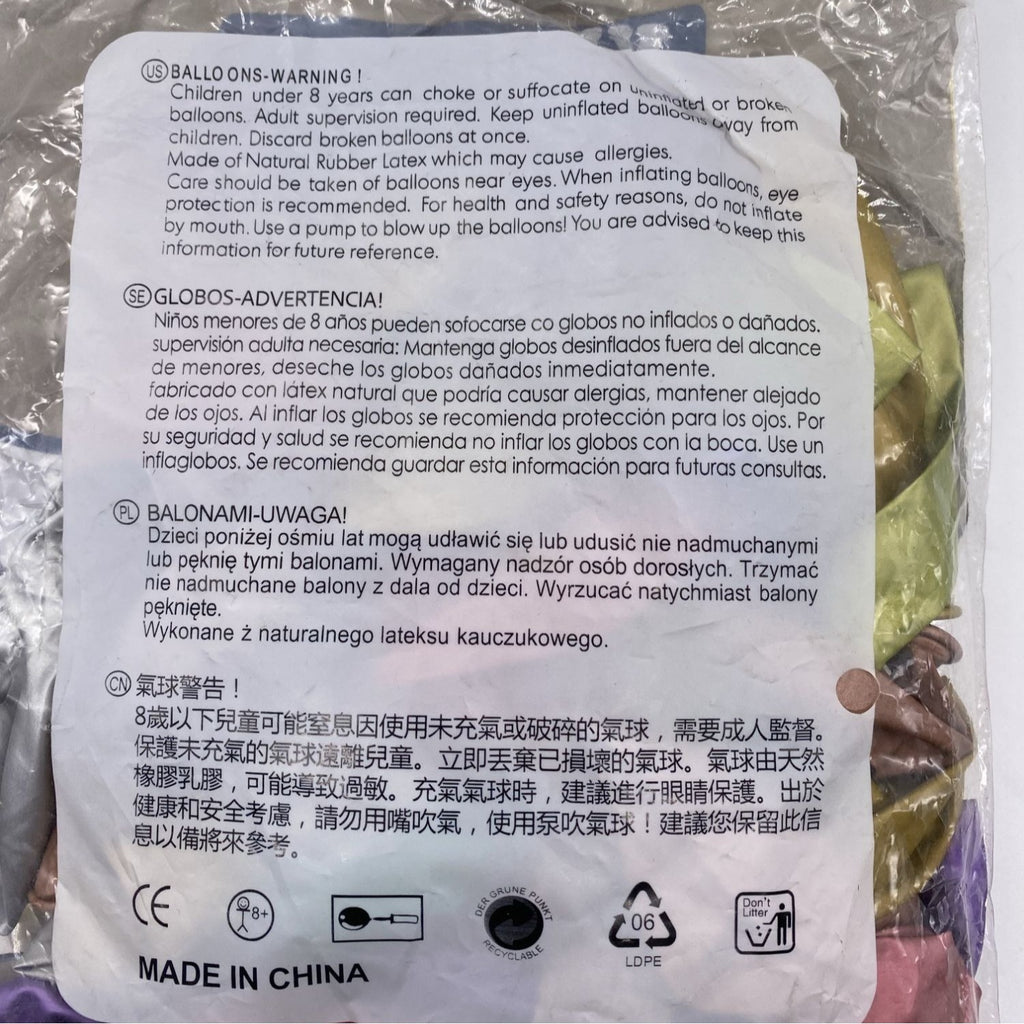 US BALLOONS-WARNING!
Children under 8 years can choke or suffocate on uninflated or broken
balloons. Adult supervision required. Keep uninflated balloons away from
children. Discard broken balloons at once.
Made of Natural Rubber Latex which may cause allergies.
Care should be taken of balloons near eyes. When inflating balloons, eye
protection is recommended. For health and safety reasons, do not inflate
by mouth. Use a pump to blow up the balloons! You are advised to keep this
information for future reference.
SE GLOBOS-ADVERTENCIA!
Niños menores de 8 años pueden sofocarse co globos no inflados o dañados.
supervisión adulta necesaria: Mantenga globos desinflados fuera del alcance
de menores, deseche los globos dañados inmediatamente.
fabricado con látex natural que podría causar alergias, mantener alejado
de los ojos. Al inflar los globos se recomienda protección para los ojos. Por
su seguridad y salud se recomienda no inflar los globos con la boca. Use un
inflaglobos. Se recomienda guardar esta información para futuras consultas.
PL BALONAMI-UWAGA!
Dzieci poniżej ośmiu lat mogą udławić się lub udusić nie nadmuchanymi
lub pęknię tymi balonami. Wymagany nadzór osób dorosłych. Trzymać
nie nadmuchane balony z dala od dzieci. Wyrzucać natychmiast balony
pęknięte.
Wykonane ż naturalnego lateksu kauczukowego.
CN 氣球警告！
8歲以下兒童可能窒息因使用未充氣或破碎的氣球，需要成人監督。
保護未充氣的氣球遠離兒童。立即丟棄已損壞的氣球。氣球由天然
橡膠乳膠，可能導致過敏。充氣氣球時，建議進行眼睛保護。出於
健康和安全考慮，請勿用嘴吹氣，使用泵吹氣球！建議您保留此信
息以備將來參考。
CE
8+
DER GRUNE PUNKT
RECYCLABLE
06
LDPE
Don't
Litter
MADE IN CHINA